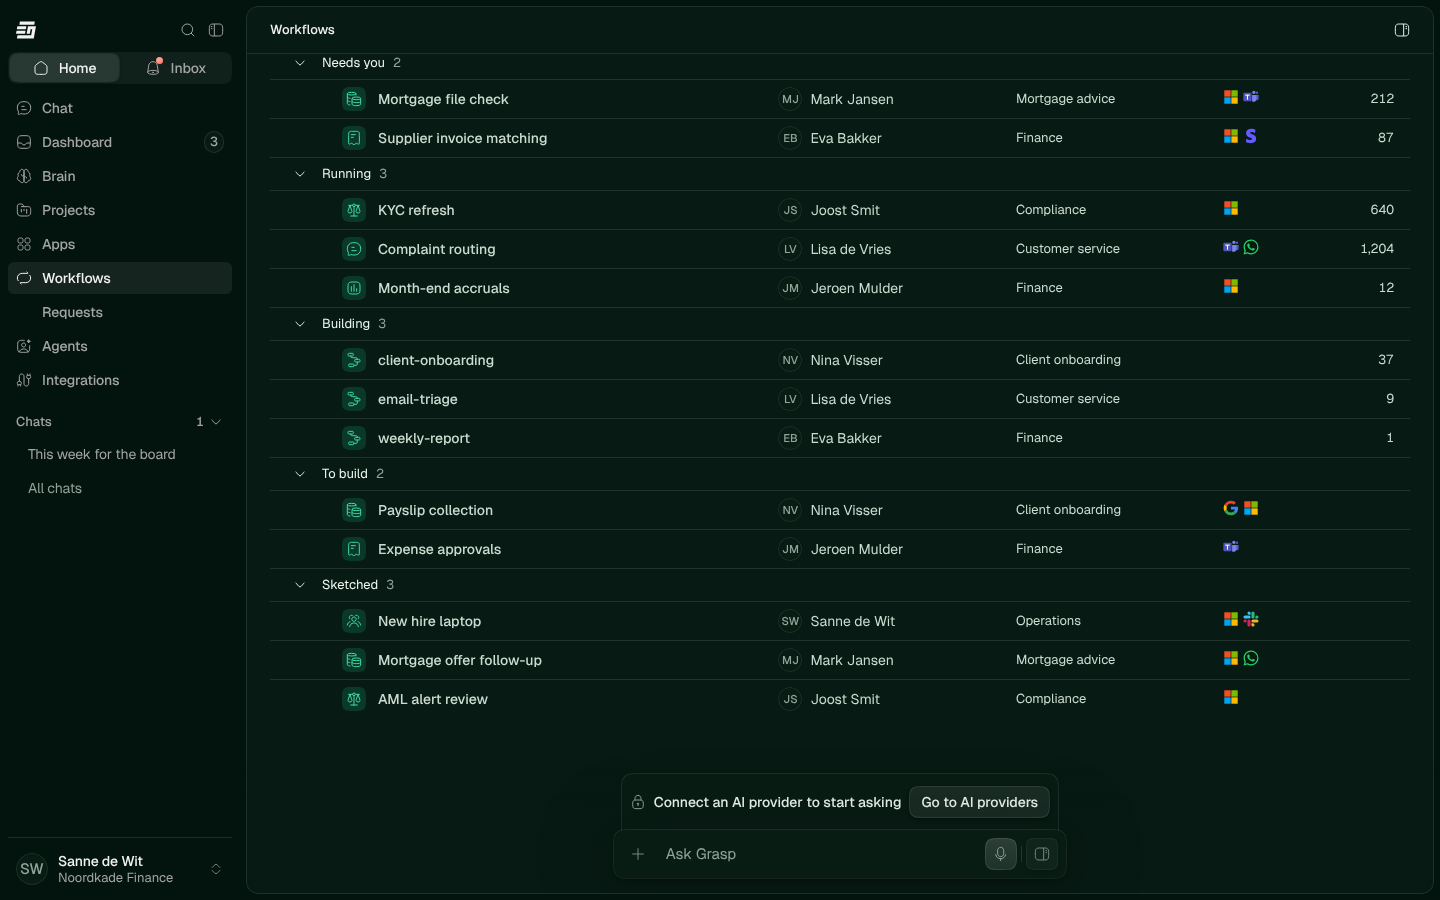 Workflows
Home
Inbox
Chat
Dashboard 3
Brain
Projects
Apps
Workflows
Requests
Agents
Integrations
Chats 1
This week for the board
All chats
SW
Sanne de Wit
Noordkade Finance
Needs you 2
Mortgage file check MJ Mark Jansen Mortgage advice 212
Supplier invoice matching EB Eva Bakker Finance 87
Running 3
KYC refresh JS Joost Smit Compliance 640
Complaint routing LV Lisa de Vries Customer service 1,204
Month-end accruals JM Jeroen Mulder Finance 12
Building 3
client-onboarding NV Nina Visser Client onboarding 37
email-triage LV Lisa de Vries Customer service 9
weekly-report EB Eva Bakker Finance 1
To build 2
Payslip collection NV Nina Visser Client onboarding
Expense approvals JM Jeroen Mulder Finance
Sketched 3
New hire laptop SW Sanne de Wit Operations
Mortgage offer follow-up MJ Mark Jansen Mortgage advice
AML alert review JS Joost Smit Compliance
Connect an AI provider to start asking Go to AI providers
Ask Grasp